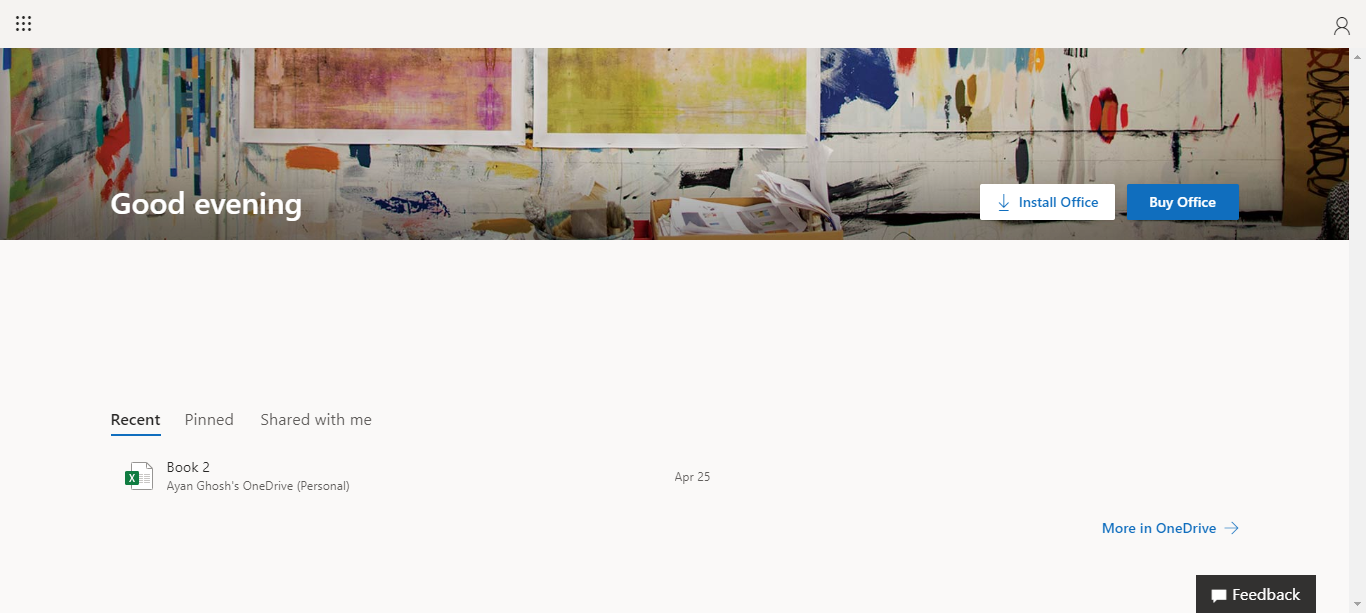 Good evening
Install Office
Buy Office
Recent Pinned Shared with me
Book 2
Ayan Ghosh's OneDrive (Personal)
Apr 25
More in OneDrive
Feedback